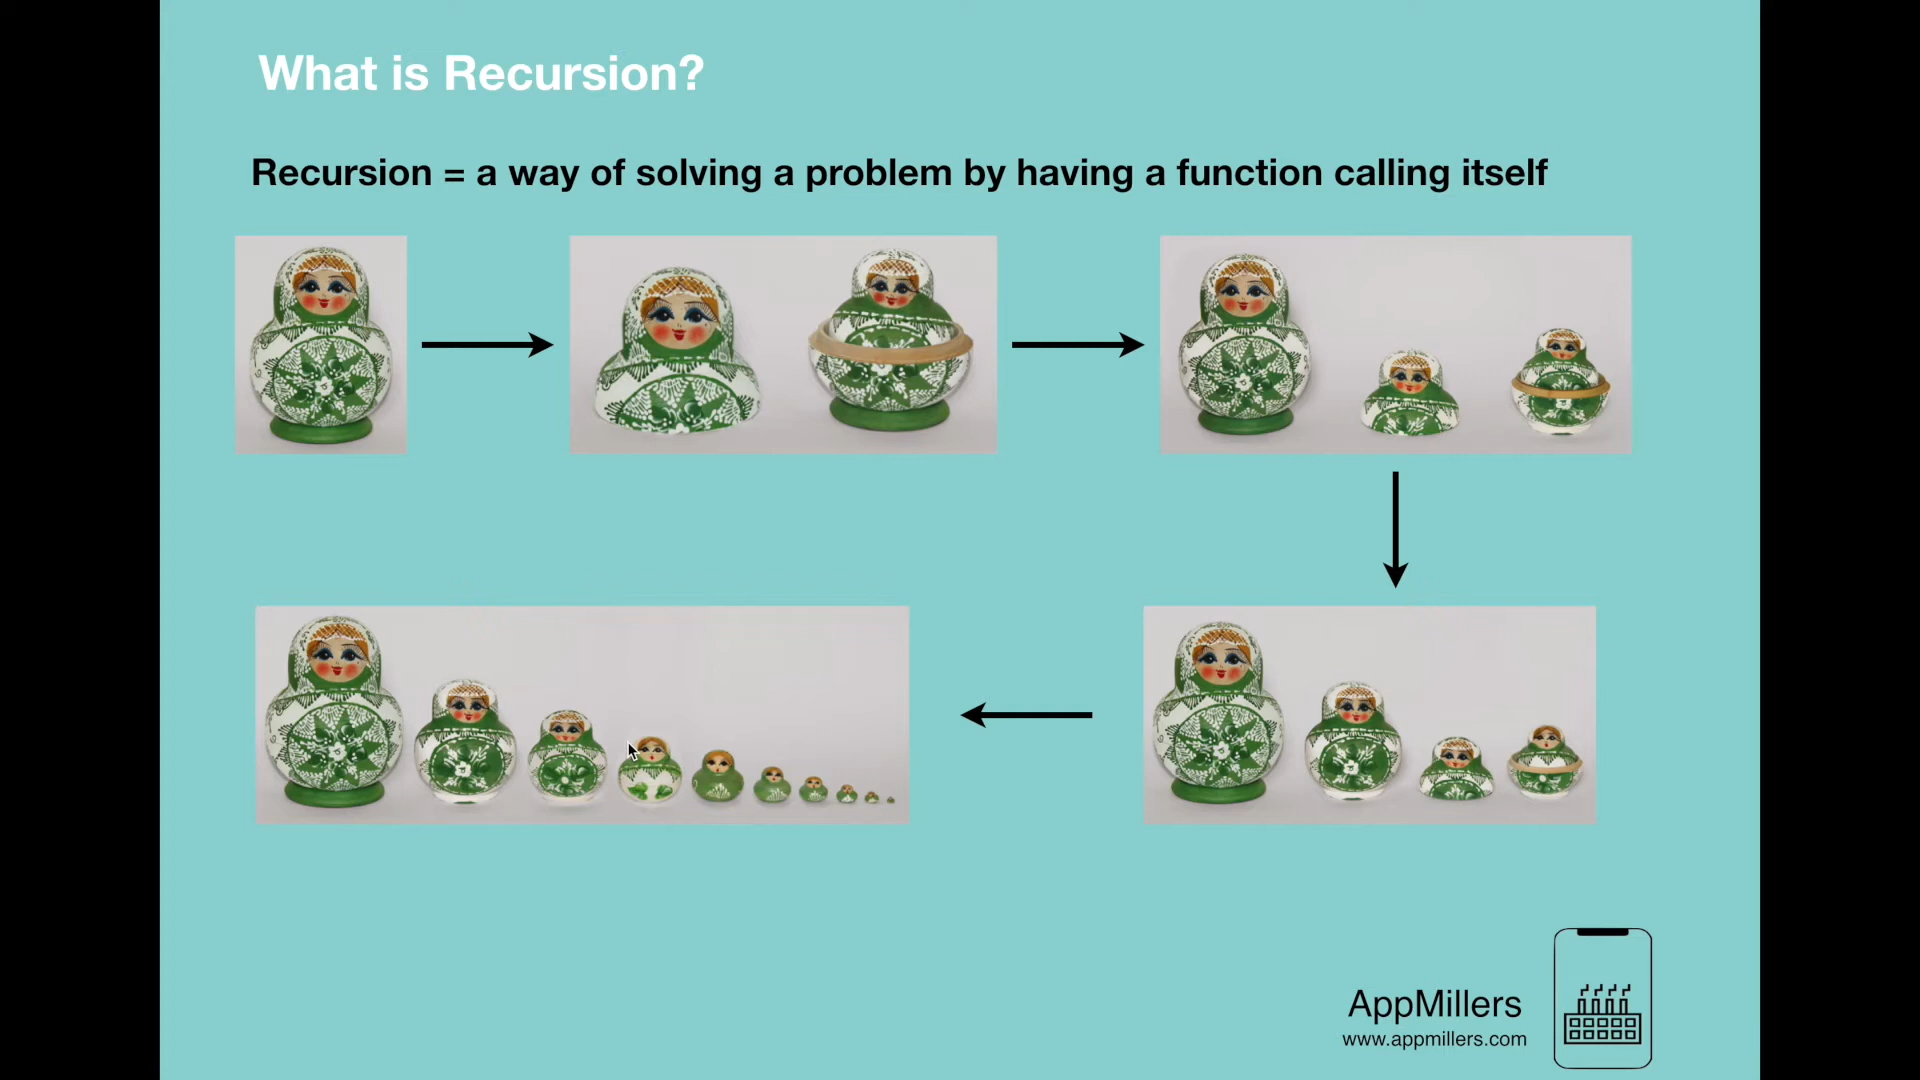 What is Recursion?
Recursion = a way of solving a problem by having a function calling itself
AppMillers
www.appmillers.com